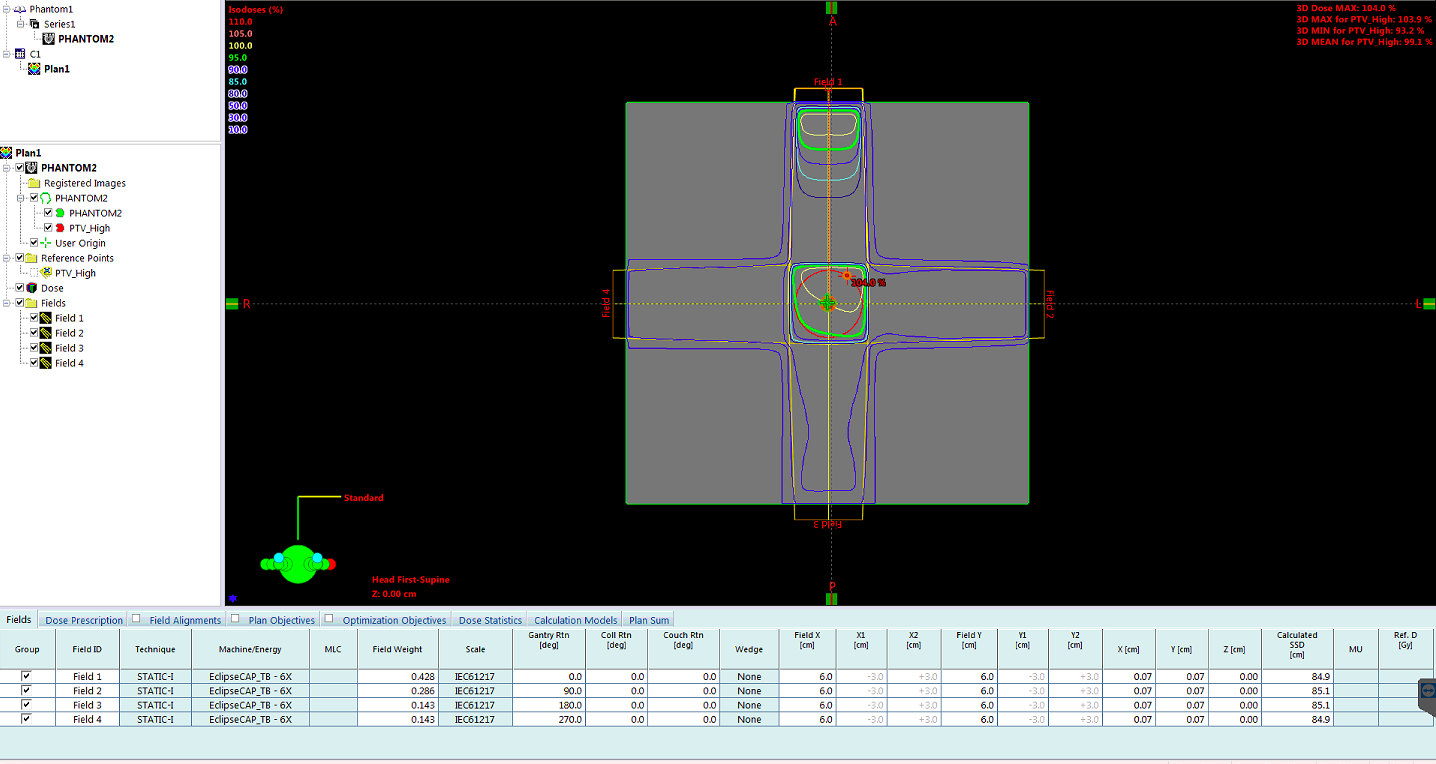 Phantom1
Series1
PHANTOM2
C1
Plan1
Plan1
PHANTOM2
Registered Images
PHANTOM2
PHANTOM2
PTV_High
User Origin
Reference Points
PTV_High
Dose
Fields
Field 1
Field 2
Field 3
Field 4
Isodoses (%)
110.0
105.0
100.0
95.0
90.0
85.0
80.0
50.0
30.0
10.0
3D Dose MAX: 104.0 %
3D MAX for PTV_High: 103.9 %
3D MIN for PTV_High: 93.2 %
3D MEAN for PTV_High: 99.1 %
A
Field 1
104.0 %
R
Field 4
Field 2
L
Field 3
P
Standard
Head First-Supine
Z: 0.00 cm
Fields Dose Prescription Field Alignments Plan Objectives Optimization Objectives Dose Statistics Calculation Models Plan Sum
Group Field ID Technique Machine/Energy MLC Field Weight Scale Gantry Rtn [deg] Coll Rtn [deg] Couch Rtn [deg] Wedge Field X [cm] X1 [cm] X2 [cm] Field Y [cm] Y1 [cm] Y2 [cm] X [cm] Y [cm] Z [cm] Calculated SSD [cm] MU Ref. D [Gy]
Field 1 STATIC-I EclipseCAP_TB - 6X 0.428 IEC61217 0.0 0.0 0.0 None 6.0 -3.0 +3.0 6.0 -3.0 +3.0 0.07 0.07 0.00 84.9
Field 2 STATIC-I EclipseCAP_TB - 6X 0.286 IEC61217 90.0 0.0 0.0 None 6.0 -3.0 +3.0 6.0 -3.0 +3.0 0.07 0.07 0.00 85.1
Field 3 STATIC-I EclipseCAP_TB - 6X 0.143 IEC61217 180.0 0.0 0.0 None 6.0 -3.0 +3.0 6.0 -3.0 +3.0 0.07 0.07 0.00 85.1
Field 4 STATIC-I EclipseCAP_TB - 6X 0.143 IEC61217 270.0 0.0 0.0 None 6.0 -3.0 +3.0 6.0 -3.0 +3.0 0.07 0.07 0.00 84.9